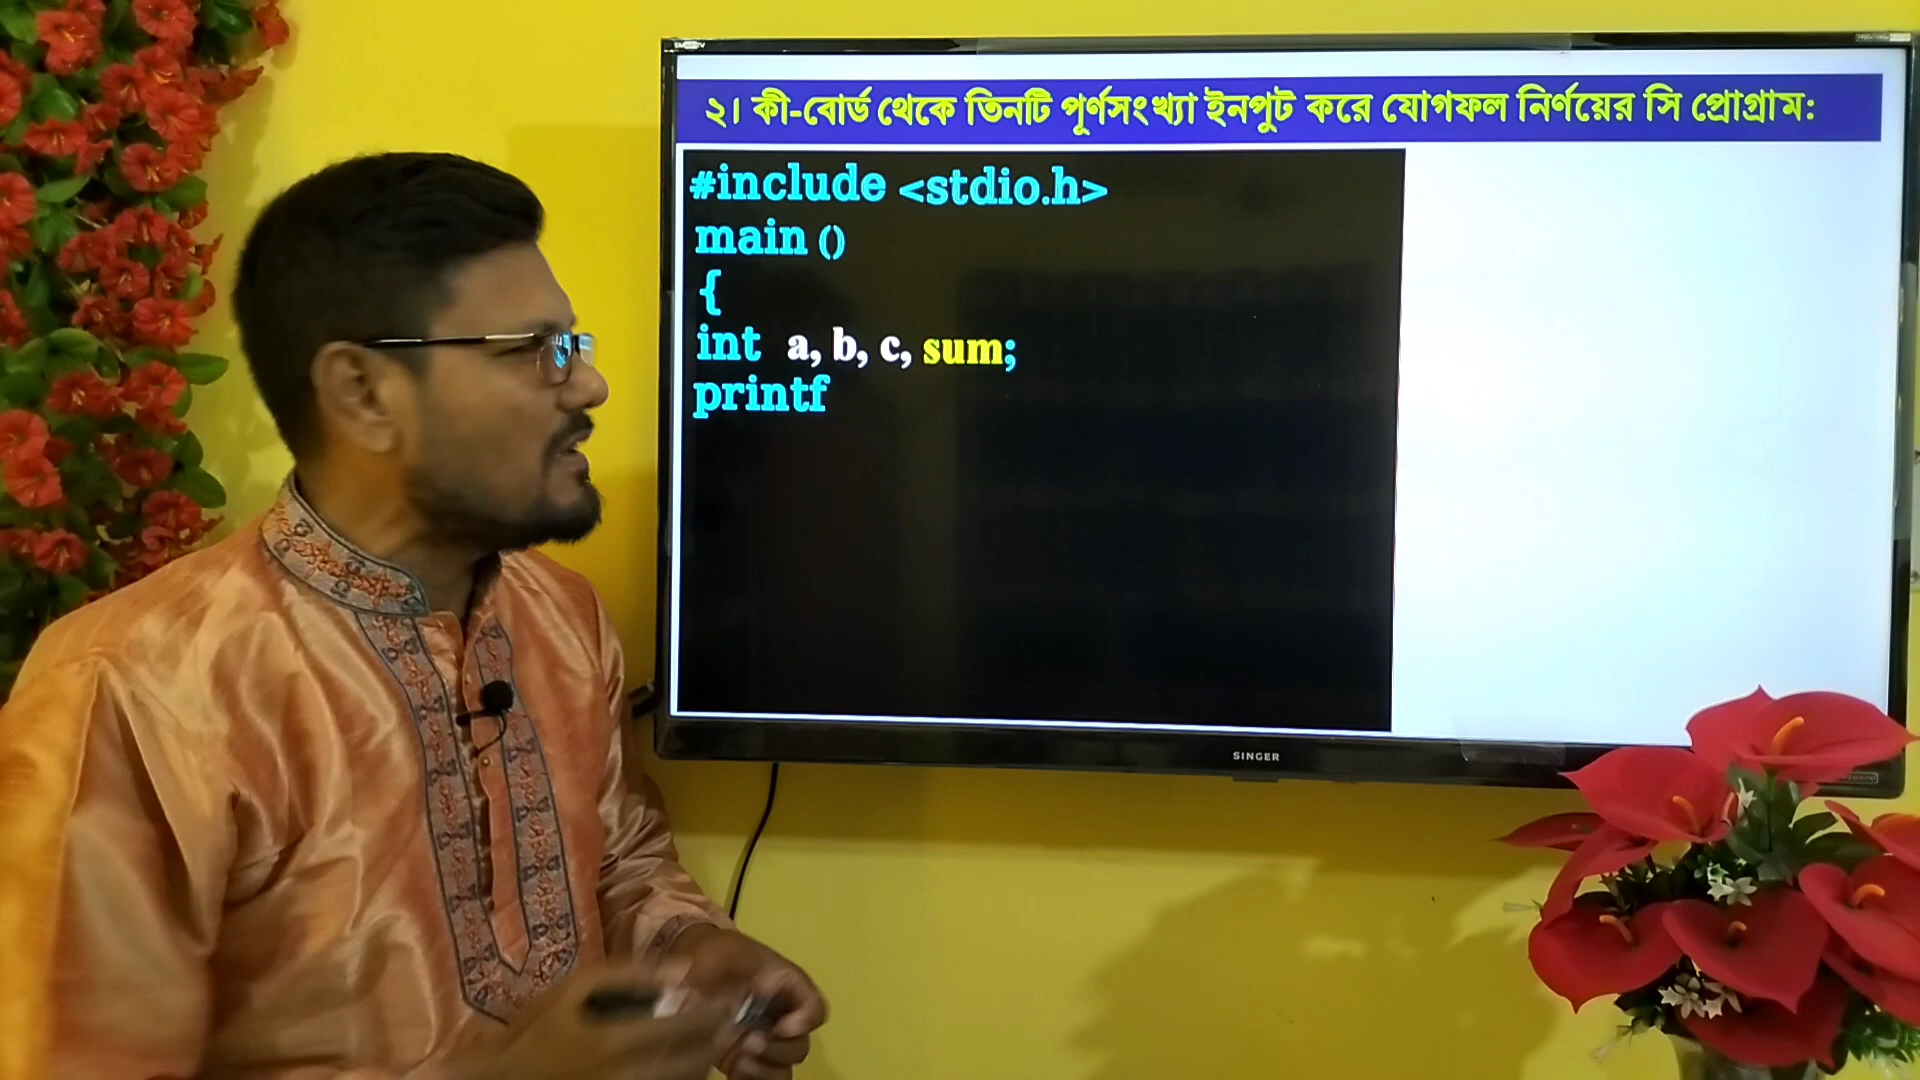 ২। কী-বোর্ড থেকে তিনটি পূর্ণসংখ্যা ইনপুট করে যোগফল নির্ণয়ের সি প্রোগ্রাম:
#include <stdio.h>
main ()
{
int a, b, c, sum;
printf
SINGER